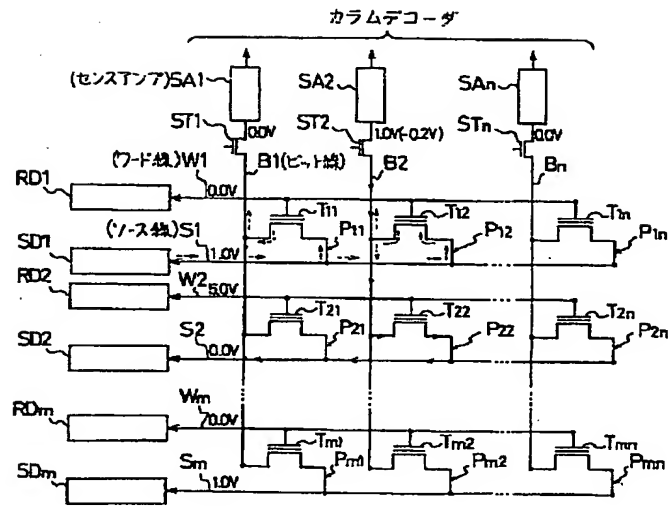 カラムデコーダ
(センスアンプ)SA1 SA2 SAn
ST1 0.0V ST2 1.0V(-0.2V) STn 0.0V
(ワード線)W1 B1(ビット線) B2 Bn
RD1 0.0V T11 T12 T1n
(ソース線)S1 P11 P12 P1n
SD1 1.0V
RD2 W2 5.0V T21 T22 T2n
S2 P21 P22 P2n
SD2 0.0V
Wm
RDm 0.0V Tm1 Tm2 Tmn
Sm Pm1 Pm2 Pmn
SDm 1.0V